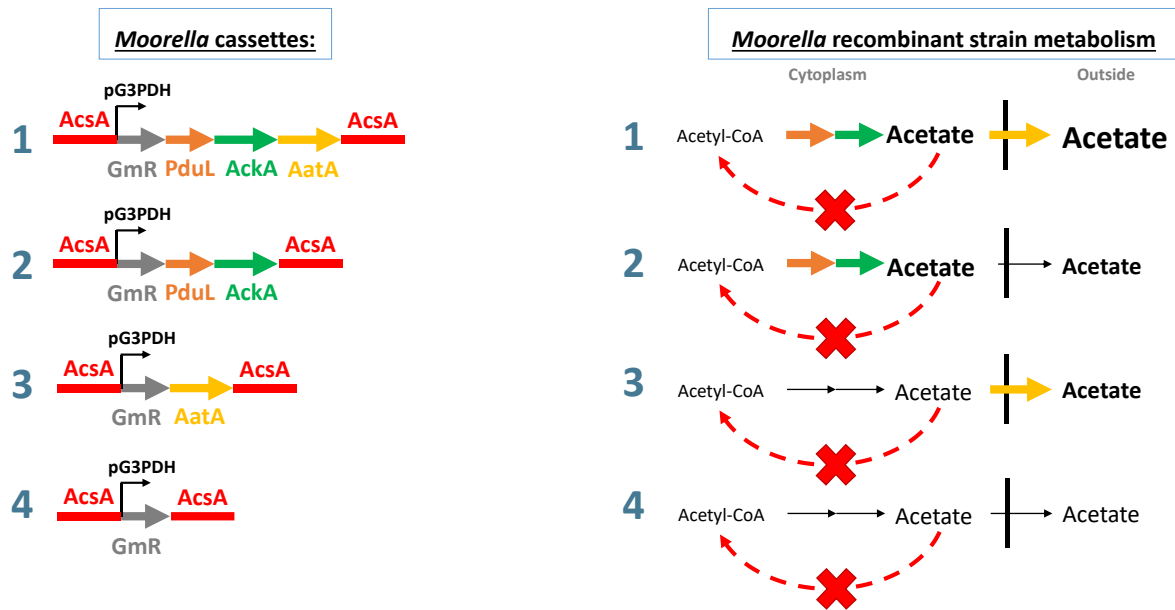 Moorella cassettes:
pG3PDH
AcsA AcsA
1
GmR PduL AckA AatA
pG3PDH
AcsA AcsA
2
GmR PduL AckA
pG3PDH
AcsA AcsA
3
GmR AatA
pG3PDH
AcsA AcsA
4
GmR
Moorella recombinant strain metabolism
Cytoplasm Outside
1 Acetyl-CoA Acetate Acetate
2 Acetyl-CoA Acetate Acetate
3 Acetyl-CoA Acetate Acetate
4 Acetyl-CoA Acetate Acetate